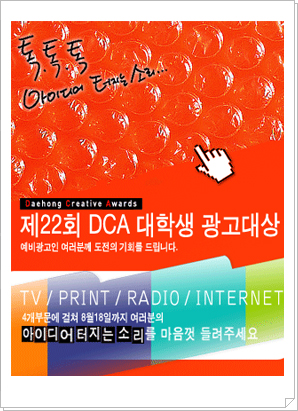 톡.톡.톡
아이디어 터지는 소리...
Daehong Creative Awards
제22회 DCA 대학생 광고대상
예비광고인 여러분께 도전의 기회를 드립니다.
TV / PRINT / RADIO / INTERNET
4개부문에 걸쳐 8월18일까지 여러분의
아이디어터지는소리를 마음껏 들려주세요